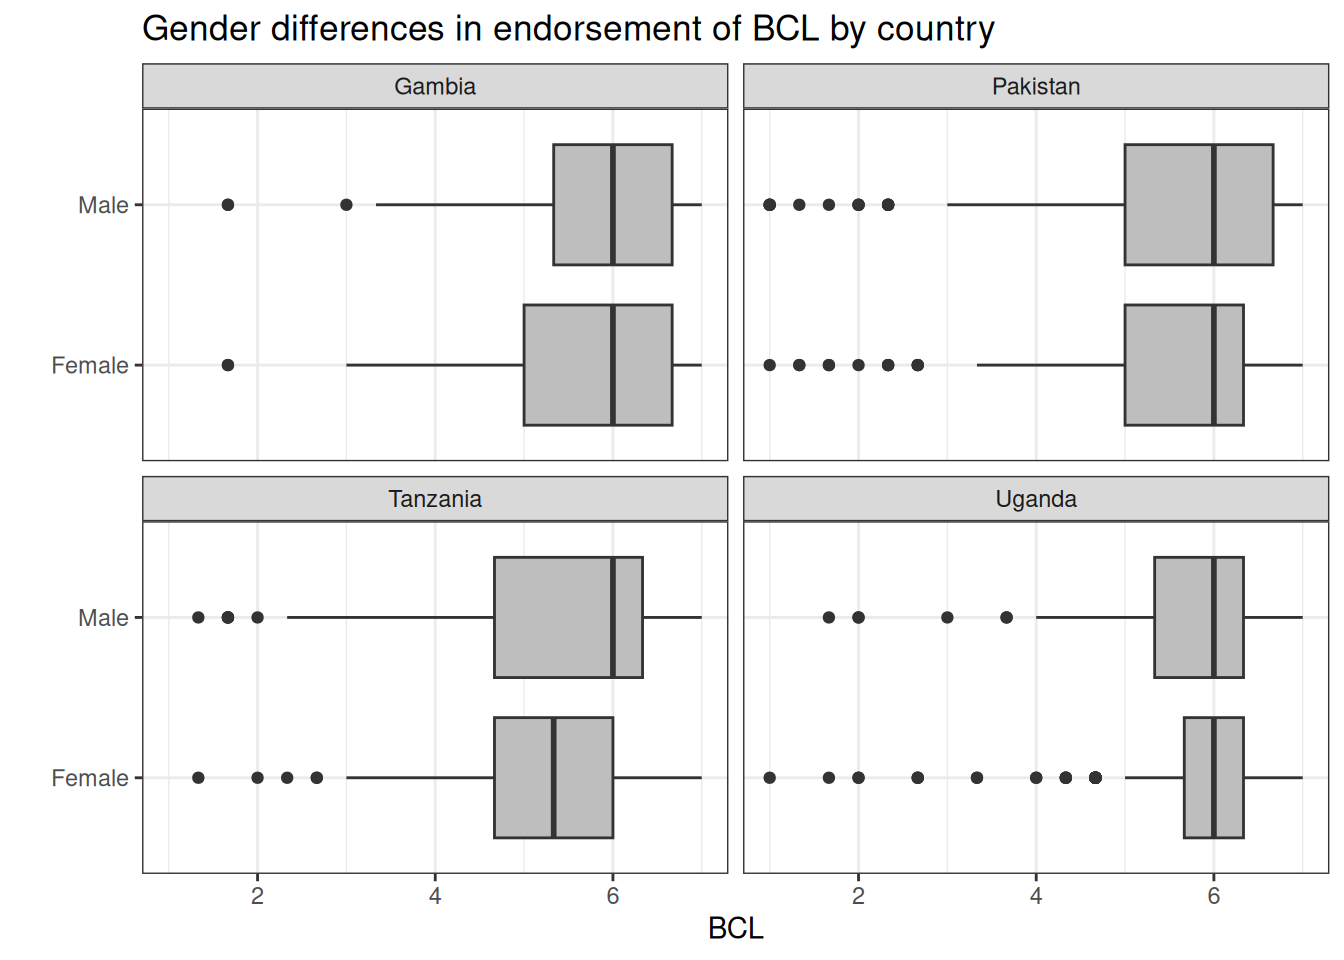 Gender differences in endorsement of BCL by country
Gambia
Pakistan
Male
Female
Tanzania
Uganda
Male
Female
2
4
6
2
4
6
BCL